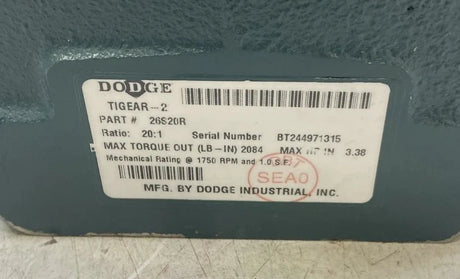 DODGE
TIGEAR-2
PART # 26S20R
Ratio: 20:1 Serial Number BT244971315
MAX TORQUE OUT (LB-IN) 2084 MAX HP IN 3.38
Mechanical Rating @ 1750 RPM and 1.0 S.F.
SEA0
MFG. BY DODGE INDUSTRIAL, INC.